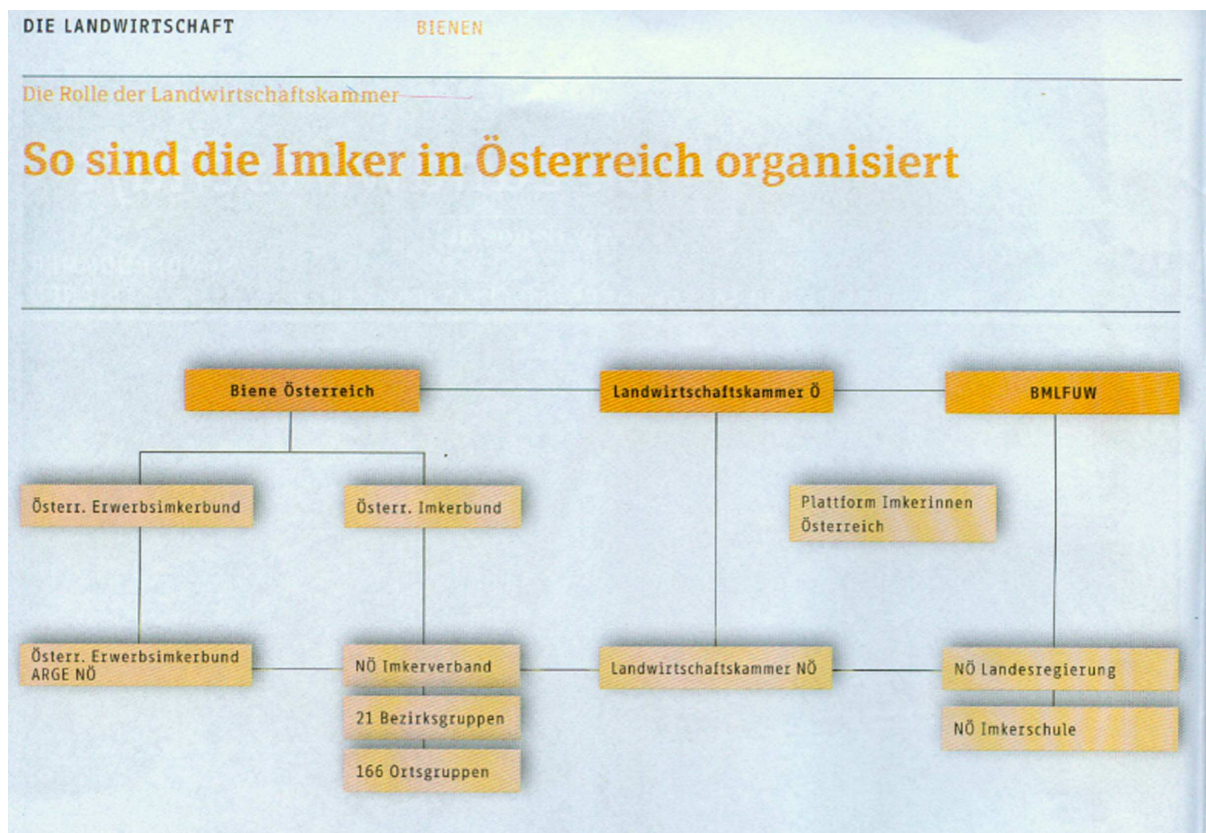 DIE LANDWIRTSCHAFT
BIENEN
Die Rolle der Landwirtschaftskammer
So sind die Imker in Österreich organisiert
Biene Österreich
Landwirtschaftskammer Ö
BMLFUW
Österr. Erwerbsimkerbund
Österr. Imkerbund
Plattform Imkerinnen
Österreich
Österr. Erwerbsimkerbund
ARGE NÖ
NÖ Imkerverband
Landwirtschaftskammer NÖ
NÖ Landesregierung
21 Bezirksgruppen
NÖ Imkerschule
166 Ortsgruppen